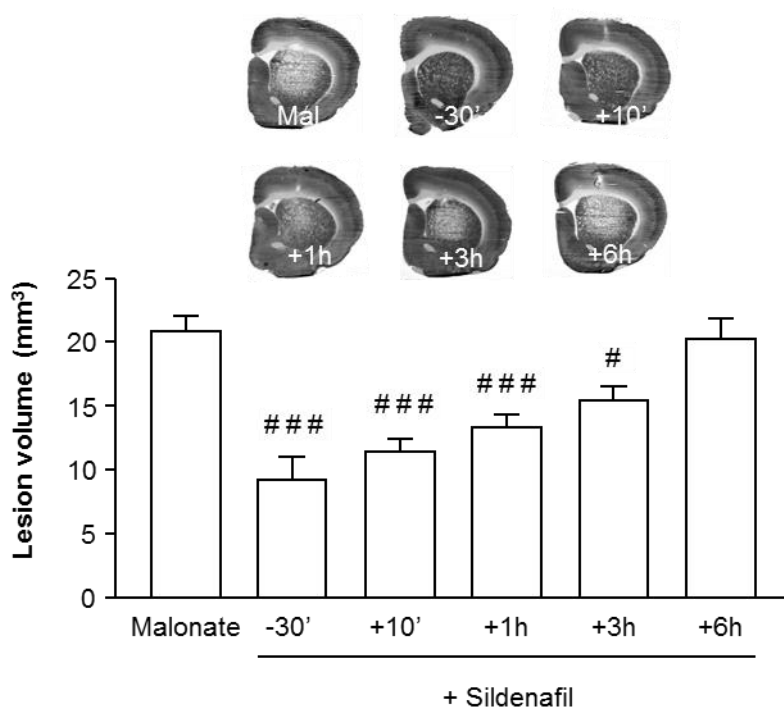 Mal -30' +10'
+1h +3h +6h
Lesion volume (mm³)
25
20
15
10
5
0
### ### ### #
Malonate -30' +10' +1h +3h +6h
+ Sildenafil